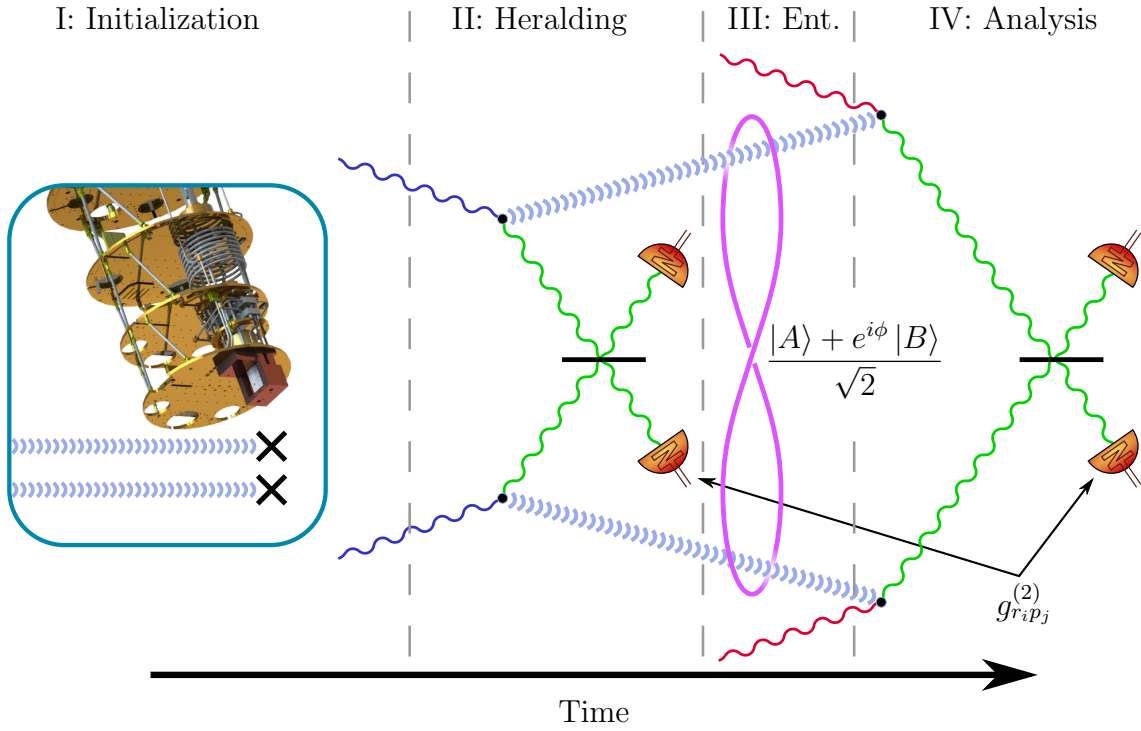 I: Initialization
II: Heralding
III: Ent.
IV: Analysis
|A⟩ + e^{iϕ} |B⟩
√2
g^{(2)}_{r_i p_j}
Time